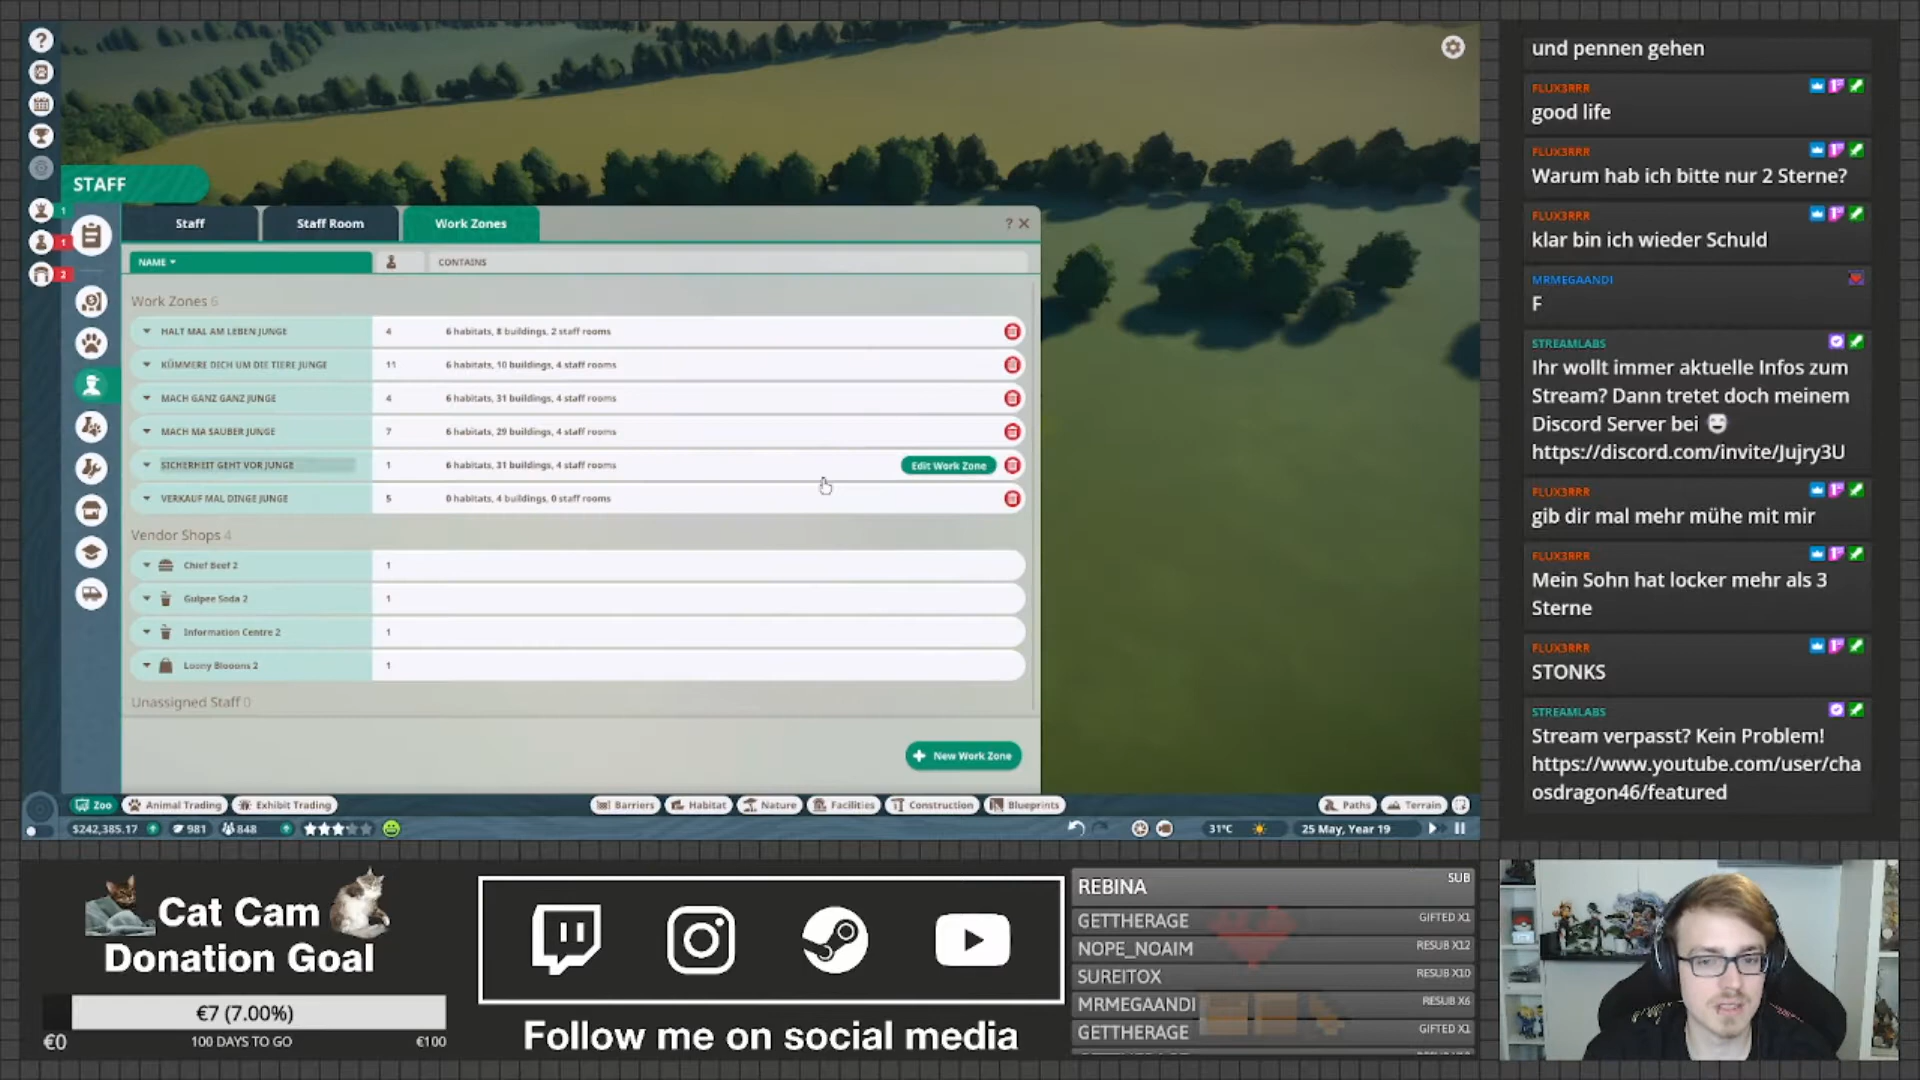 STAFF
Staff
Staff Room
Work Zones
?
NAME
CONTAINS
Work Zones 6
HALT MAL AM LEBEN JUNGE 4 6 habitats, 8 buildings, 2 staff rooms
KÜMMERE DICH UM DIE TIERE JUNGE 11 6 habitats, 10 buildings, 4 staff rooms
MACH GANZ GANZ JUNGE 4 6 habitats, 31 buildings, 4 staff rooms
MACH MA SAUBER JUNGE 7 6 habitats, 29 buildings, 4 staff rooms
SICHERHEIT GEHT VOR JUNGE 1 6 habitats, 31 buildings, 4 staff rooms Edit Work Zone
VERKAUF MAL DINGE JUNGE 5 0 habitats, 4 buildings, 0 staff rooms
Vendor Shops 4
Chief Beef 2 1
Gulpee Soda 2 1
Information Centre 2 1
Loony Blooons 2 1
Unassigned Staff 0
New Work Zone
?
1
1
2
Zoo
Animal Trading
Exhibit Trading
Barriers
Habitat
Nature
Facilities
Construction
Blueprints
Paths
Terrain
$242,385.17
981
848
31°C
25 May, Year 19
und pennen gehen
FLUX3RRR
good life
FLUX3RRR
Warum hab ich bitte nur 2 Sterne?
FLUX3RRR
klar bin ich wieder Schuld
MRMEGAANDI
F
STREAMLABS
Ihr wollt immer aktuelle Infos zum
Stream? Dann tretet doch meinem
Discord Server bei
https://discord.com/invite/Jujry3U
FLUX3RRR
gib dir mal mehr mühe mit mir
FLUX3RRR
Mein Sohn hat locker mehr als 3
Sterne
FLUX3RRR
STONKS
STREAMLABS
Stream verpasst? Kein Problem!
https://www.youtube.com/user/cha
osdragon46/featured
Cat Cam
Donation Goal
€7 (7.00%)
€0
100 DAYS TO GO
€100
Follow me on social media
REBINA SUB
GETTHERAGE GIFTED X1
NOPE_NOAIM RESUB X12
SUREITOX RESUB X10
MRMEGAANDI RESUB X6
GETTHERAGE GIFTED X1